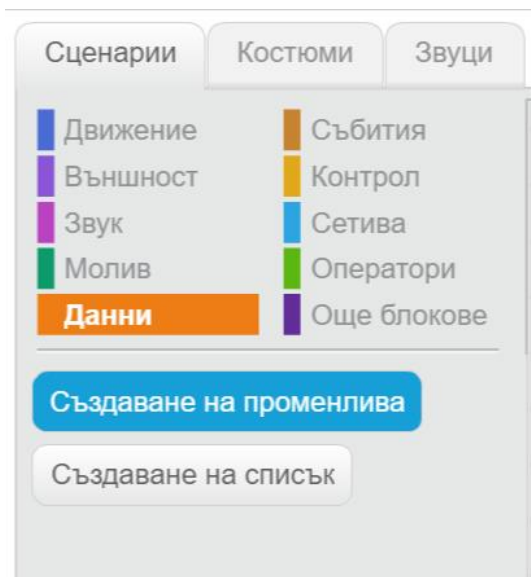 Сценарии Костюми Звуци
Движение Събития
Външност Контрол
Звук Сетива
Молив Оператори
Данни Още блокове
Създаване на променлива
Създаване на списък